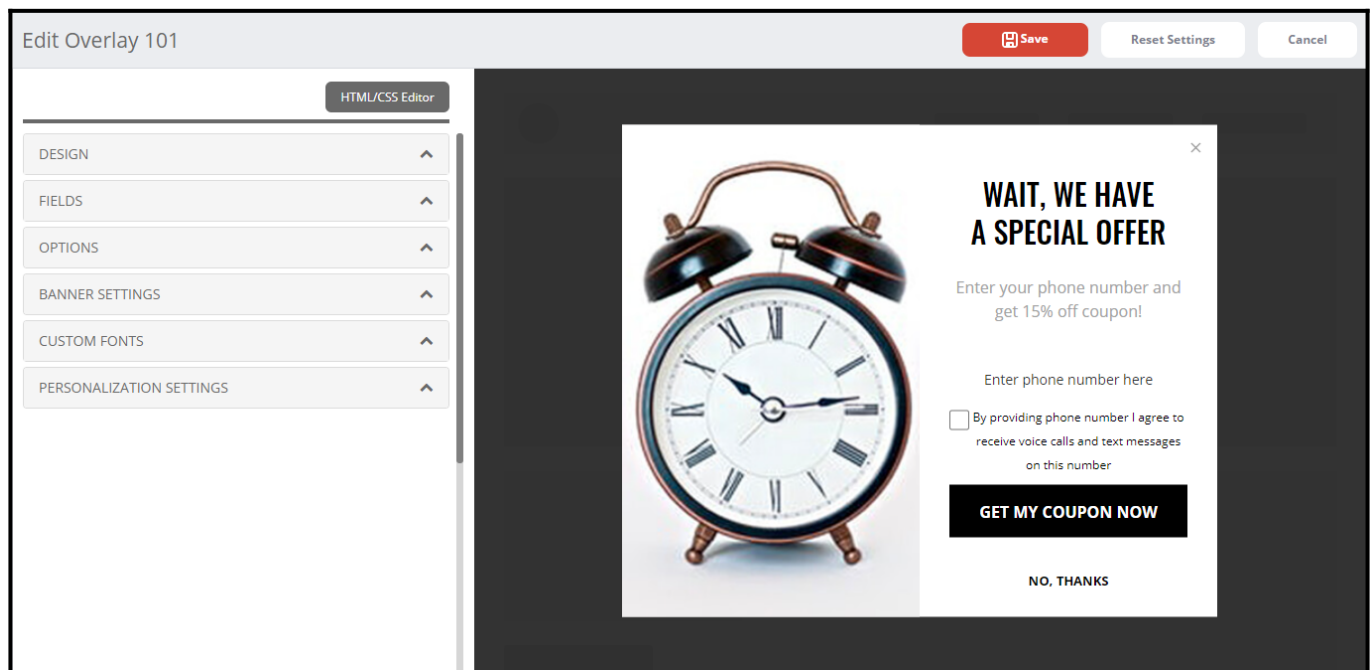 Edit Overlay 101
Save
Reset Settings
Cancel
HTML/CSS Editor
DESIGN
FIELDS
OPTIONS
BANNER SETTINGS
CUSTOM FONTS
PERSONALIZATION SETTINGS
×
WAIT, WE HAVE
A SPECIAL OFFER
Enter your phone number and
get 15% off coupon!
Enter phone number here
By providing phone number I agree to
receive voice calls and text messages
on this number
GET MY COUPON NOW
NO, THANKS